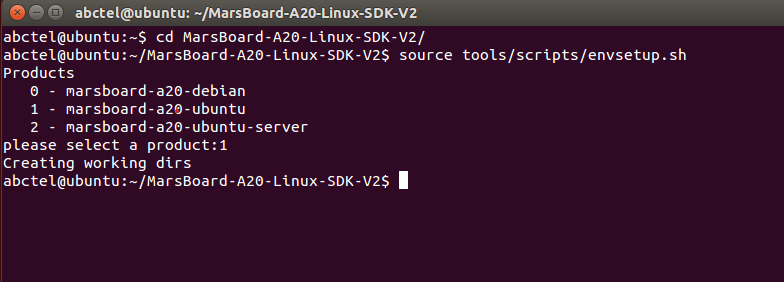 abctel@ubuntu: ~/MarsBoard-A20-Linux-SDK-V2
abctel@ubuntu:~$ cd MarsBoard-A20-Linux-SDK-V2/
abctel@ubuntu:~/MarsBoard-A20-Linux-SDK-V2$ source tools/scripts/envsetup.sh
Products
   0 - marsboard-a20-debian
   1 - marsboard-a20-ubuntu
   2 - marsboard-a20-ubuntu-server
please select a product:1
Creating working dirs
abctel@ubuntu:~/MarsBoard-A20-Linux-SDK-V2$